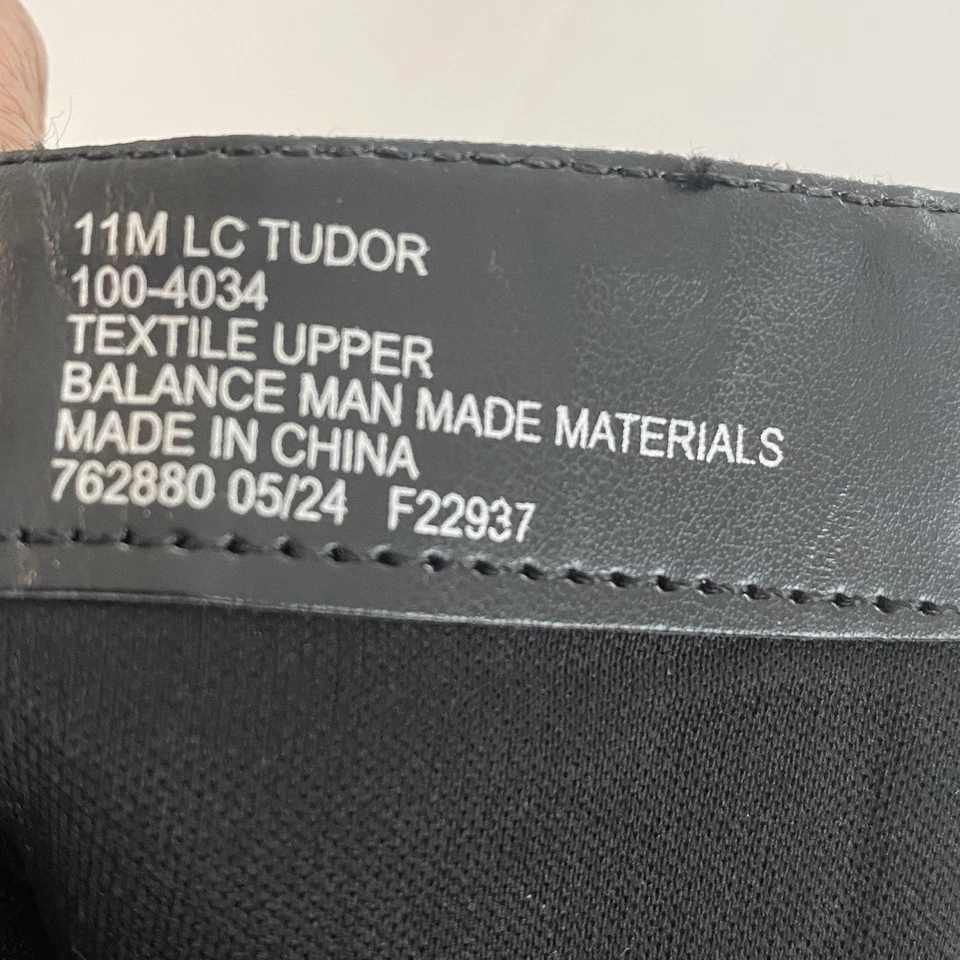 11M LC TUDOR
100-4034
TEXTILE UPPER
BALANCE MAN MADE MATERIALS
MADE IN CHINA
762880 05/24 F22937